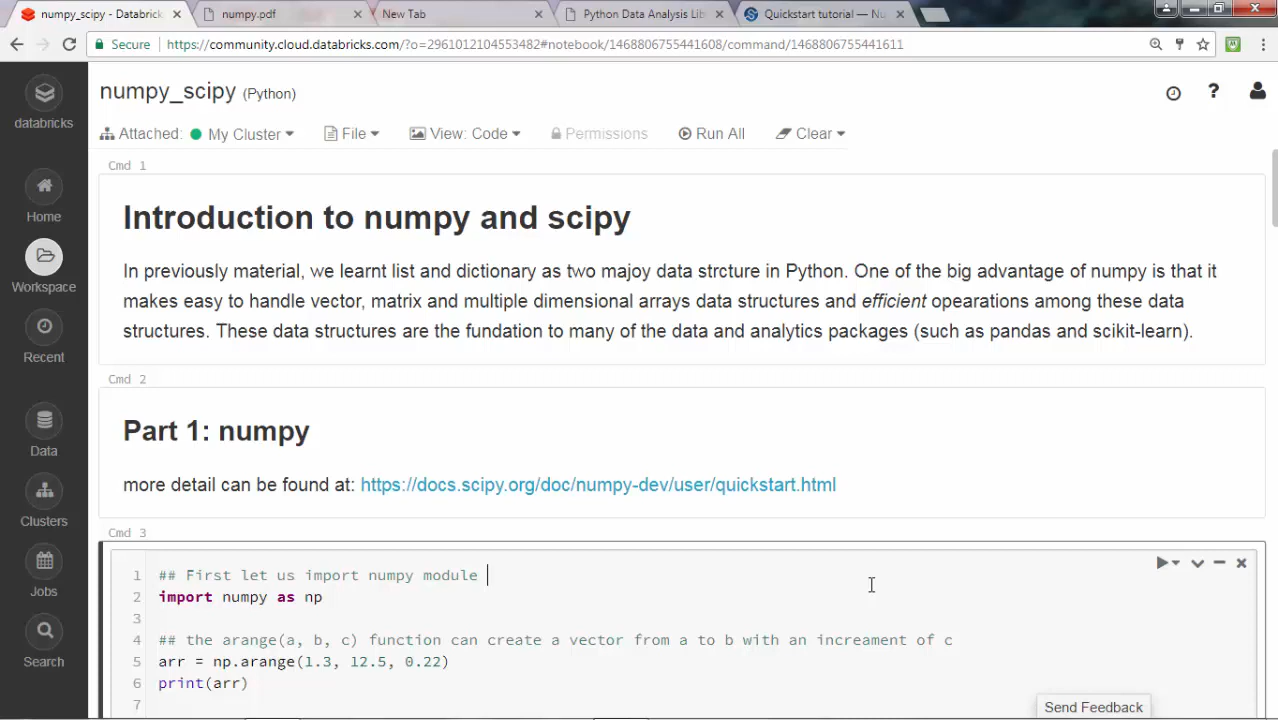 numpy_scipy - Databrick
numpy.pdf
New Tab
Python Data Analysis Lib
Quickstart tutorial — Nu
Secure
https://community.cloud.databricks.com/?o=2961012104553482#notebook/1468806755441608/command/1468806755441611
databricks
Home
Workspace
Recent
Data
Clusters
Jobs
Search
numpy_scipy (Python)
?
Attached: My Cluster
File
View: Code
Permissions
Run All
Clear
Cmd 1
Introduction to numpy and scipy
In previously material, we learnt list and dictionary as two majoy data strcture in Python. One of the big advantage of numpy is that it
makes easy to handle vector, matrix and multiple dimensional arrays data structures and efficient opearations among these data
structures. These data structures are the fundation to many of the data and analytics packages (such as pandas and scikit-learn).
Cmd 2
Part 1: numpy
more detail can be found at: https://docs.scipy.org/doc/numpy-dev/user/quickstart.html
Cmd 3
1 ## First let us import numpy module
2 import numpy as np
3
4 ## the arange(a, b, c) function can create a vector from a to b with an increament of c
5 arr = np.arange(1.3, 12.5, 0.22)
6 print(arr)
7
Send Feedback